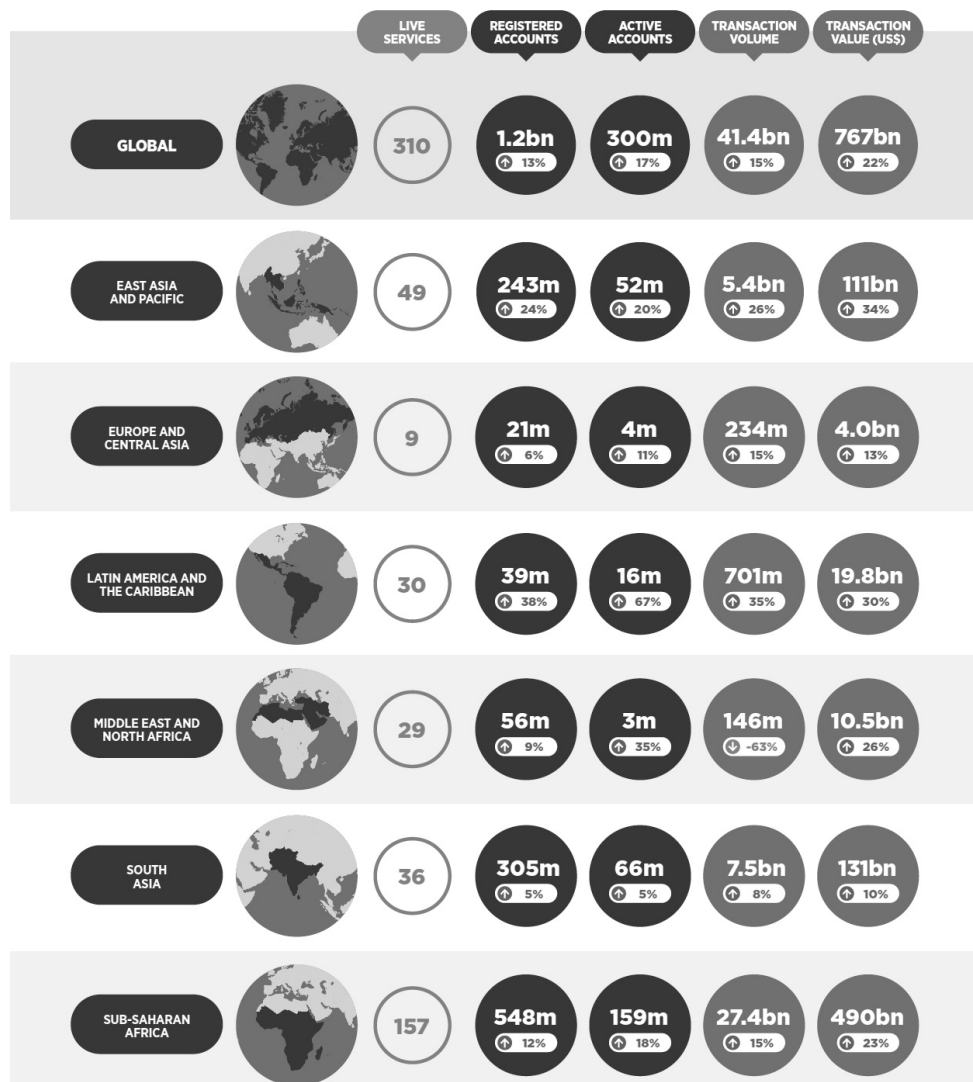 LIVE
SERVICES
REGISTERED
ACCOUNTS
ACTIVE
ACCOUNTS
TRANSACTION
VOLUME
TRANSACTION
VALUE (US$)
GLOBAL
310
1.2bn
13%
300m
17%
41.4bn
15%
767bn
22%
EAST ASIA
AND PACIFIC
49
243m
24%
52m
20%
5.4bn
26%
111bn
34%
EUROPE AND
CENTRAL ASIA
9
21m
6%
4m
11%
234m
15%
4.0bn
13%
LATIN AMERICA AND
THE CARIBBEAN
30
39m
38%
16m
67%
701m
35%
19.8bn
30%
MIDDLE EAST AND
NORTH AFRICA
29
56m
9%
3m
35%
146m
-63%
10.5bn
26%
SOUTH
ASIA
36
305m
5%
66m
5%
7.5bn
8%
131bn
10%
SUB-SAHARAN
AFRICA
157
548m
12%
159m
18%
27.4bn
15%
490bn
23%